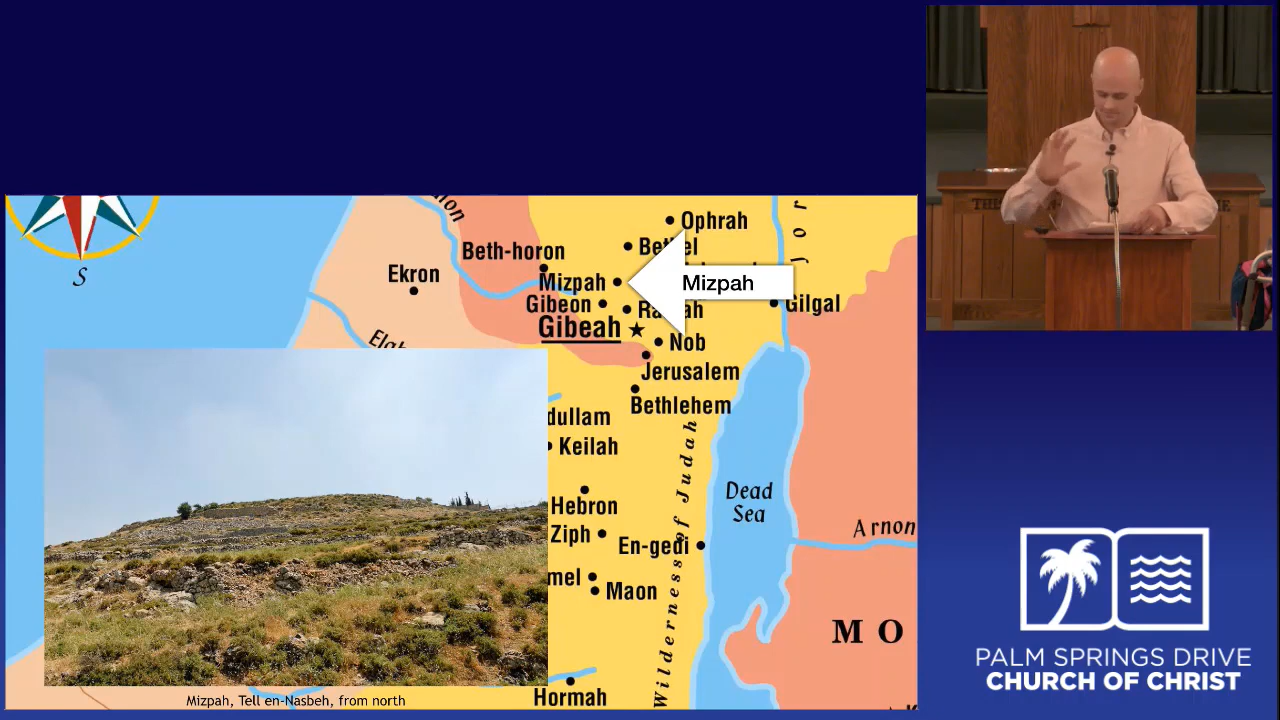 S
Ophrah
Bethel
Beth-horon
Ekron
Mizpah
Mizpah
Gibeon
Gilgal
Gibeah
Nob
Jerusalem
Bethlehem
dullam
Keilah
Hebron
Ziph
En-gedi
mel
Maon
Hormah
Wilderness of Judah
Dead
Sea
Arnon
M O
Mizpah, Tell en-Nasbeh, from north
PALM SPRINGS DRIVE
CHURCH OF CHRIST